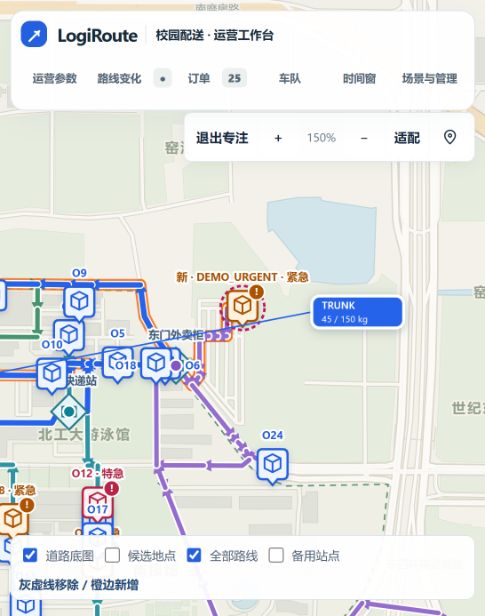 LogiRoute 校园配送 · 运营工作台
运营参数 路线变化 • 订单 25 车队 时间窗 场景与管理
退出专注 + 150% − 适配
新 · DEMO_URGENT · 紧急
!
O9
TRUNK
45 / 150 kg
O5
东门外卖柜
O10
O18
O6
快递站
世纪
北工大游泳馆
O24
O12 · 特急
!
8 · 紧急
!
O17
道路底图 候选地点 全部路线 备用站点
灰虚线移除 / 橙边新增